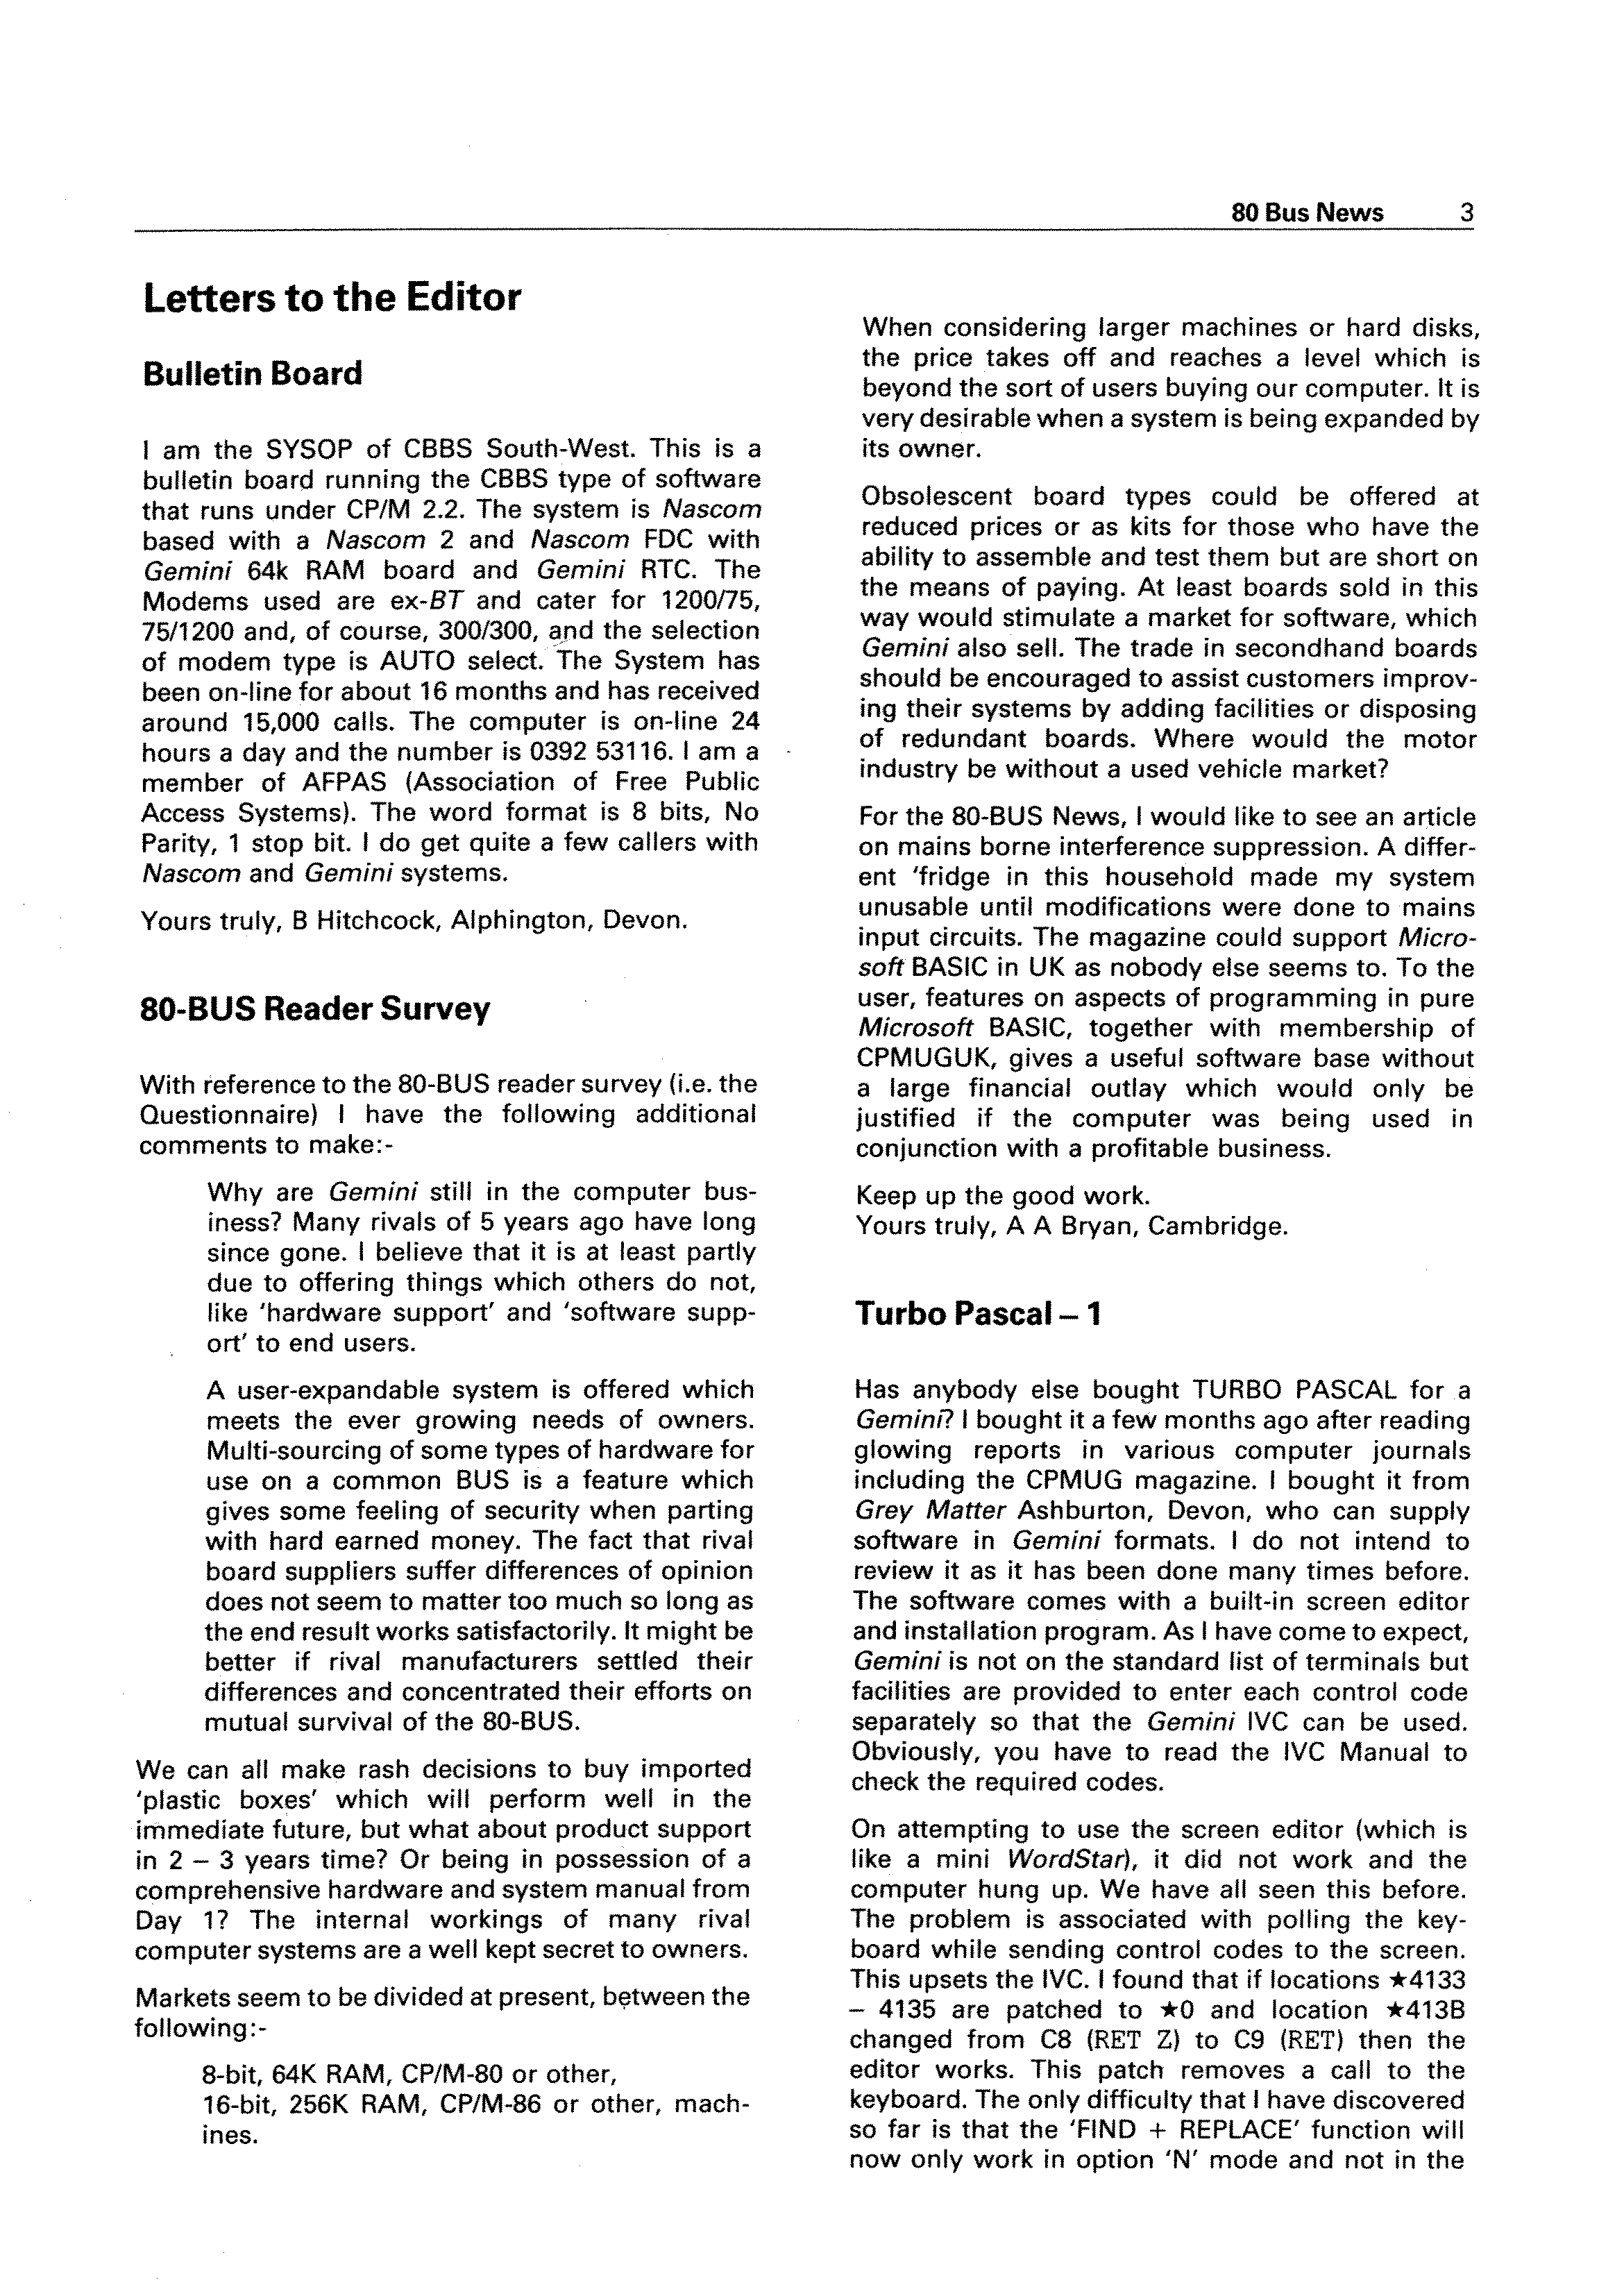 80 Bus News 3
Letters to the Editor
Bulletin Board
I am the SYSOP of CBBS South-West. This is a
bulletin board running the CBBS type of software
that runs under CP/M 2.2. The system is Nascom
based with a Nascom 2 and Nascom FDC with
Gemini 64k RAM board and Gemini RTC. The
Modems used are ex-BT and cater for 1200/75,
75/1200 and, of course, 300/300, and the selection
of modem type is AUTO select. The System has
been on-line for about 16 months and has received
around 15,000 calls. The computer is on-line 24
hours a day and the number is 0392 53116. I am a
member of AFPAS (Association of Free Public
Access Systems). The word format is 8 bits, No
Parity, 1 stop bit. I do get quite a few callers with
Nascom and Gemini systems.
Yours truly, B Hitchcock, Alphington, Devon.
80-BUS Reader Survey
With reference to the 80-BUS reader survey (i.e. the
Questionnaire) I have the following additional
comments to make:-
Why are Gemini still in the computer bus-
iness? Many rivals of 5 years ago have long
since gone. I believe that it is at least partly
due to offering things which others do not,
like 'hardware support' and 'software supp-
ort' to end users.
A user-expandable system is offered which
meets the ever growing needs of owners.
Multi-sourcing of some types of hardware for
use on a common BUS is a feature which
gives some feeling of security when parting
with hard earned money. The fact that rival
board suppliers suffer differences of opinion
does not seem to matter too much so long as
the end result works satisfactorily. It might be
better if rival manufacturers settled their
differences and concentrated their efforts on
mutual survival of the 80-BUS.
We can all make rash decisions to buy imported
'plastic boxes' which will perform well in the
immediate future, but what about product support
in 2 – 3 years time? Or being in possession of a
comprehensive hardware and system manual from
Day 1? The internal workings of many rival
computer systems are a well kept secret to owners.
Markets seem to be divided at present, between the
following:-
8-bit, 64K RAM, CP/M-80 or other,
16-bit, 256K RAM, CP/M-86 or other, mach-
ines.
When considering larger machines or hard disks,
the price takes off and reaches a level which is
beyond the sort of users buying our computer. It is
very desirable when a system is being expanded by
its owner.
Obsolescent board types could be offered at
reduced prices or as kits for those who have the
ability to assemble and test them but are short on
the means of paying. At least boards sold in this
way would stimulate a market for software, which
Gemini also sell. The trade in secondhand boards
should be encouraged to assist customers improv-
ing their systems by adding facilities or disposing
of redundant boards. Where would the motor
industry be without a used vehicle market?
For the 80-BUS News, I would like to see an article
on mains borne interference suppression. A differ-
ent 'fridge in this household made my system
unusable until modifications were done to mains
input circuits. The magazine could support Micro-
soft BASIC in UK as nobody else seems to. To the
user, features on aspects of programming in pure
Microsoft BASIC, together with membership of
CPMUGUK, gives a useful software base without
a large financial outlay which would only be
justified if the computer was being used in
conjunction with a profitable business.
Keep up the good work.
Yours truly, A A Bryan, Cambridge.
Turbo Pascal – 1
Has anybody else bought TURBO PASCAL for a
Gemini? I bought it a few months ago after reading
glowing reports in various computer journals
including the CPMUG magazine. I bought it from
Grey Matter Ashburton, Devon, who can supply
software in Gemini formats. I do not intend to
review it as it has been done many times before.
The software comes with a built-in screen editor
and installation program. As I have come to expect,
Gemini is not on the standard list of terminals but
facilities are provided to enter each control code
separately so that the Gemini IVC can be used.
Obviously, you have to read the IVC Manual to
check the required codes.
On attempting to use the screen editor (which is
like a mini WordStar), it did not work and the
computer hung up. We have all seen this before.
The problem is associated with polling the key-
board while sending control codes to the screen.
This upsets the IVC. I found that if locations ★4133
– 4135 are patched to ★0 and location ★413B
changed from C8 (RET Z) to C9 (RET) then the
editor works. This patch removes a call to the
keyboard. The only difficulty that I have discovered
so far is that the 'FIND + REPLACE' function will
now only work in option 'N' mode and not in the